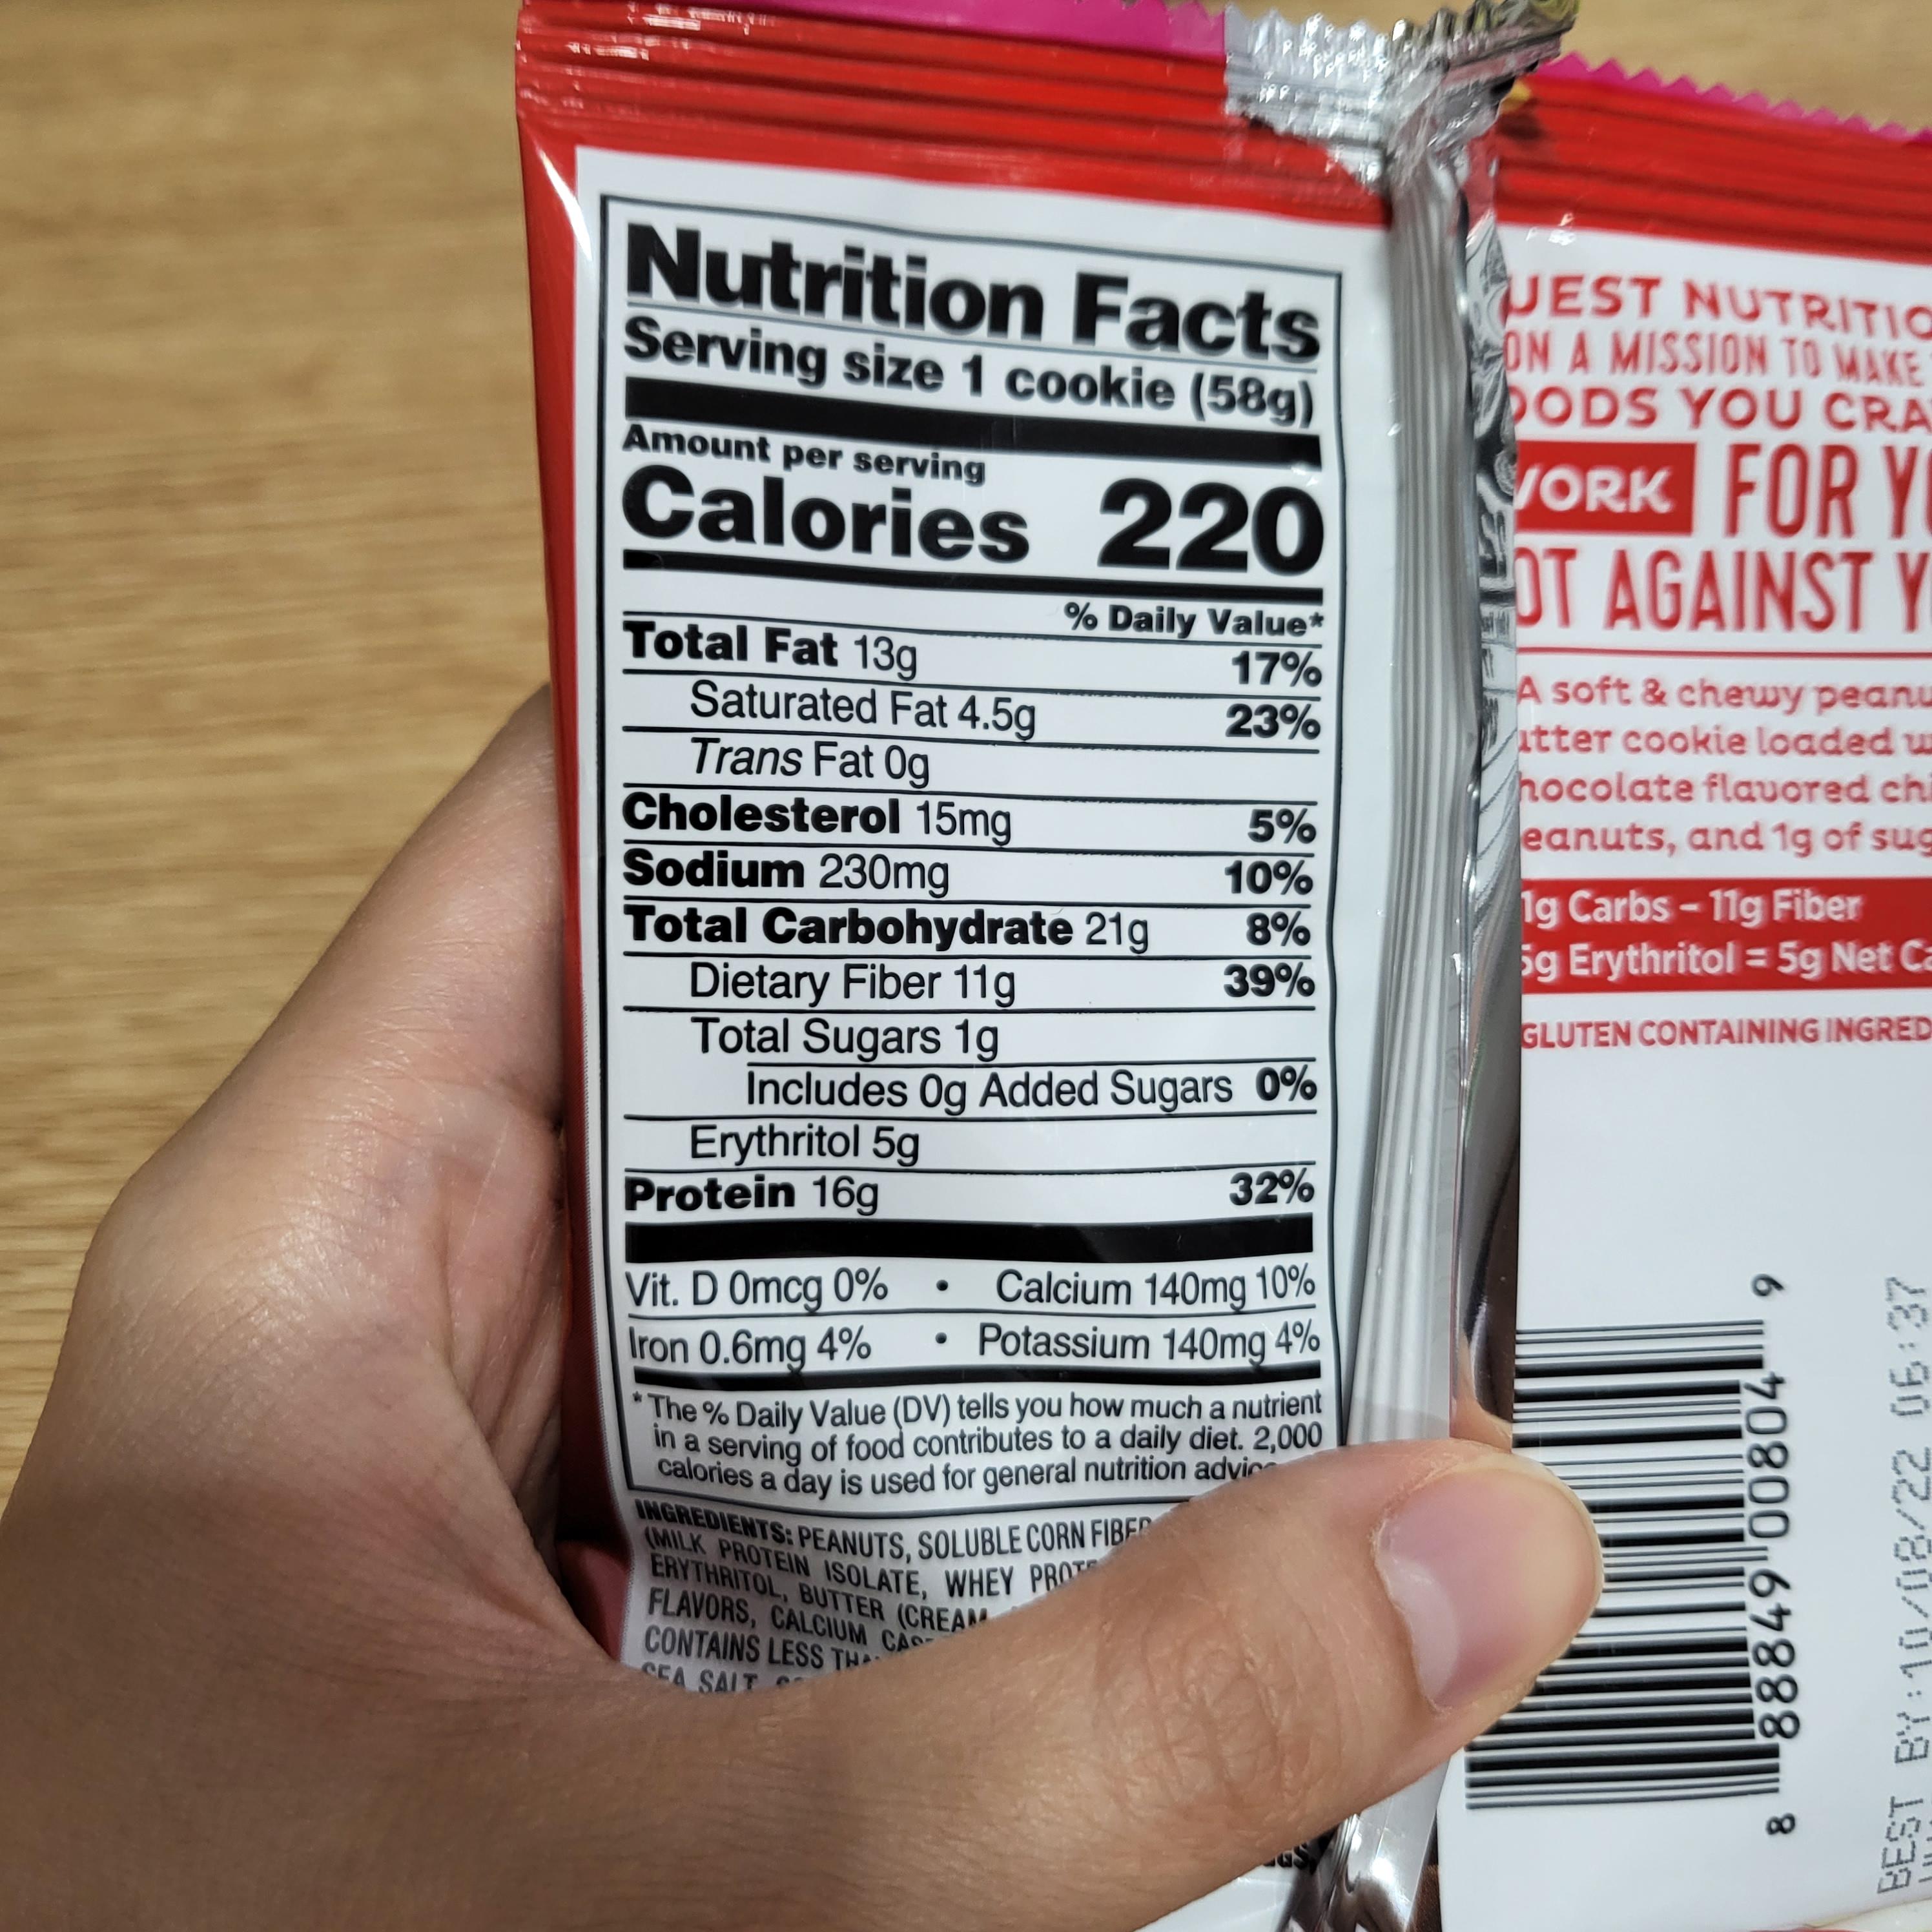 Nutrition Facts
Serving size 1 cookie (58g)
Amount per serving
Calories 220
% Daily Value*
Total Fat 13g 17%
Saturated Fat 4.5g 23%
Trans Fat 0g
Cholesterol 15mg 5%
Sodium 230mg 10%
Total Carbohydrate 21g 8%
Dietary Fiber 11g 39%
Total Sugars 1g
Includes 0g Added Sugars 0%
Erythritol 5g
Protein 16g 32%
Vit. D 0mcg 0% • Calcium 140mg 10%
Iron 0.6mg 4% • Potassium 140mg 4%
* The % Daily Value (DV) tells you how much a nutrient
in a serving of food contributes to a daily diet. 2,000
calories a day is used for general nutrition
INGREDIENTS: PEANUTS, SOLUBLE CORN
(MILK PROTEIN ISOLATE, WHEY
ERYTHRITOL, BUTTER (CREAM
FLAVORS, CALCIUM
CONTAINS LESS
SEA SALT
UEST NUTRITIO
ON A MISSION TO MAKE
OODS YOU CRA
WORK FOR YO
OT AGAINST Y
A soft & chewy peanu
utter cookie loaded w
hocolate flavored chi
eanuts, and 1g of sug
1g Carbs – 11g Fiber
5g Erythritol = 5g Net Ca
GLUTEN CONTAINING INGRED
8 88849 00804 9
BEST BY:10/08/22 06:37